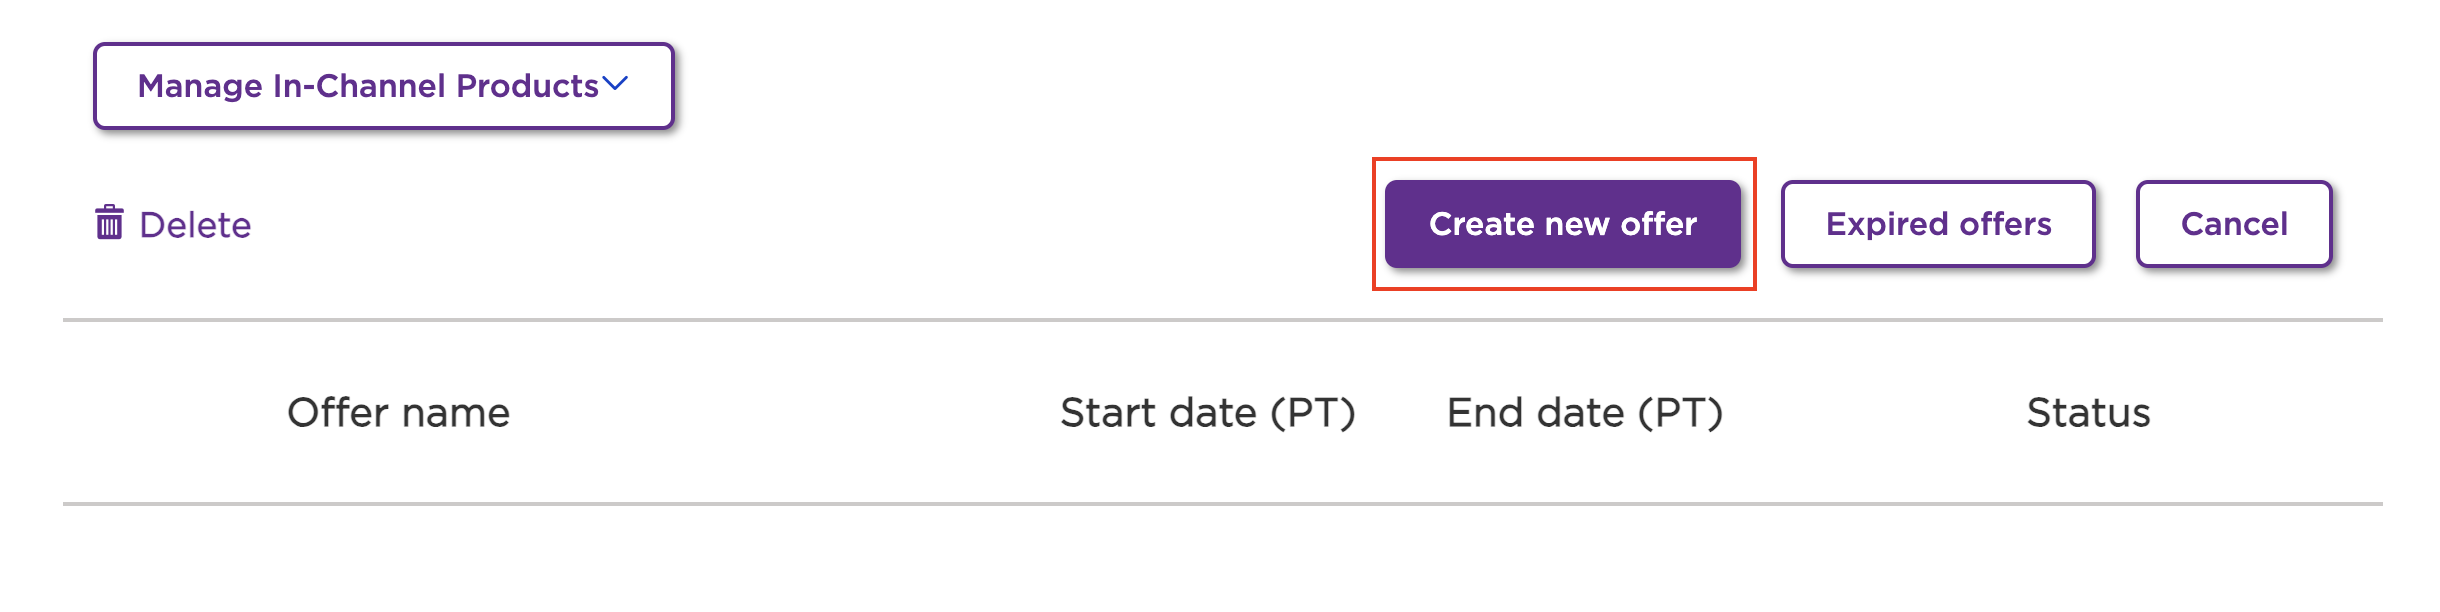 Manage In-Channel Products
Delete Create new offer Expired offers Cancel
Offer name Start date (PT) End date (PT) Status